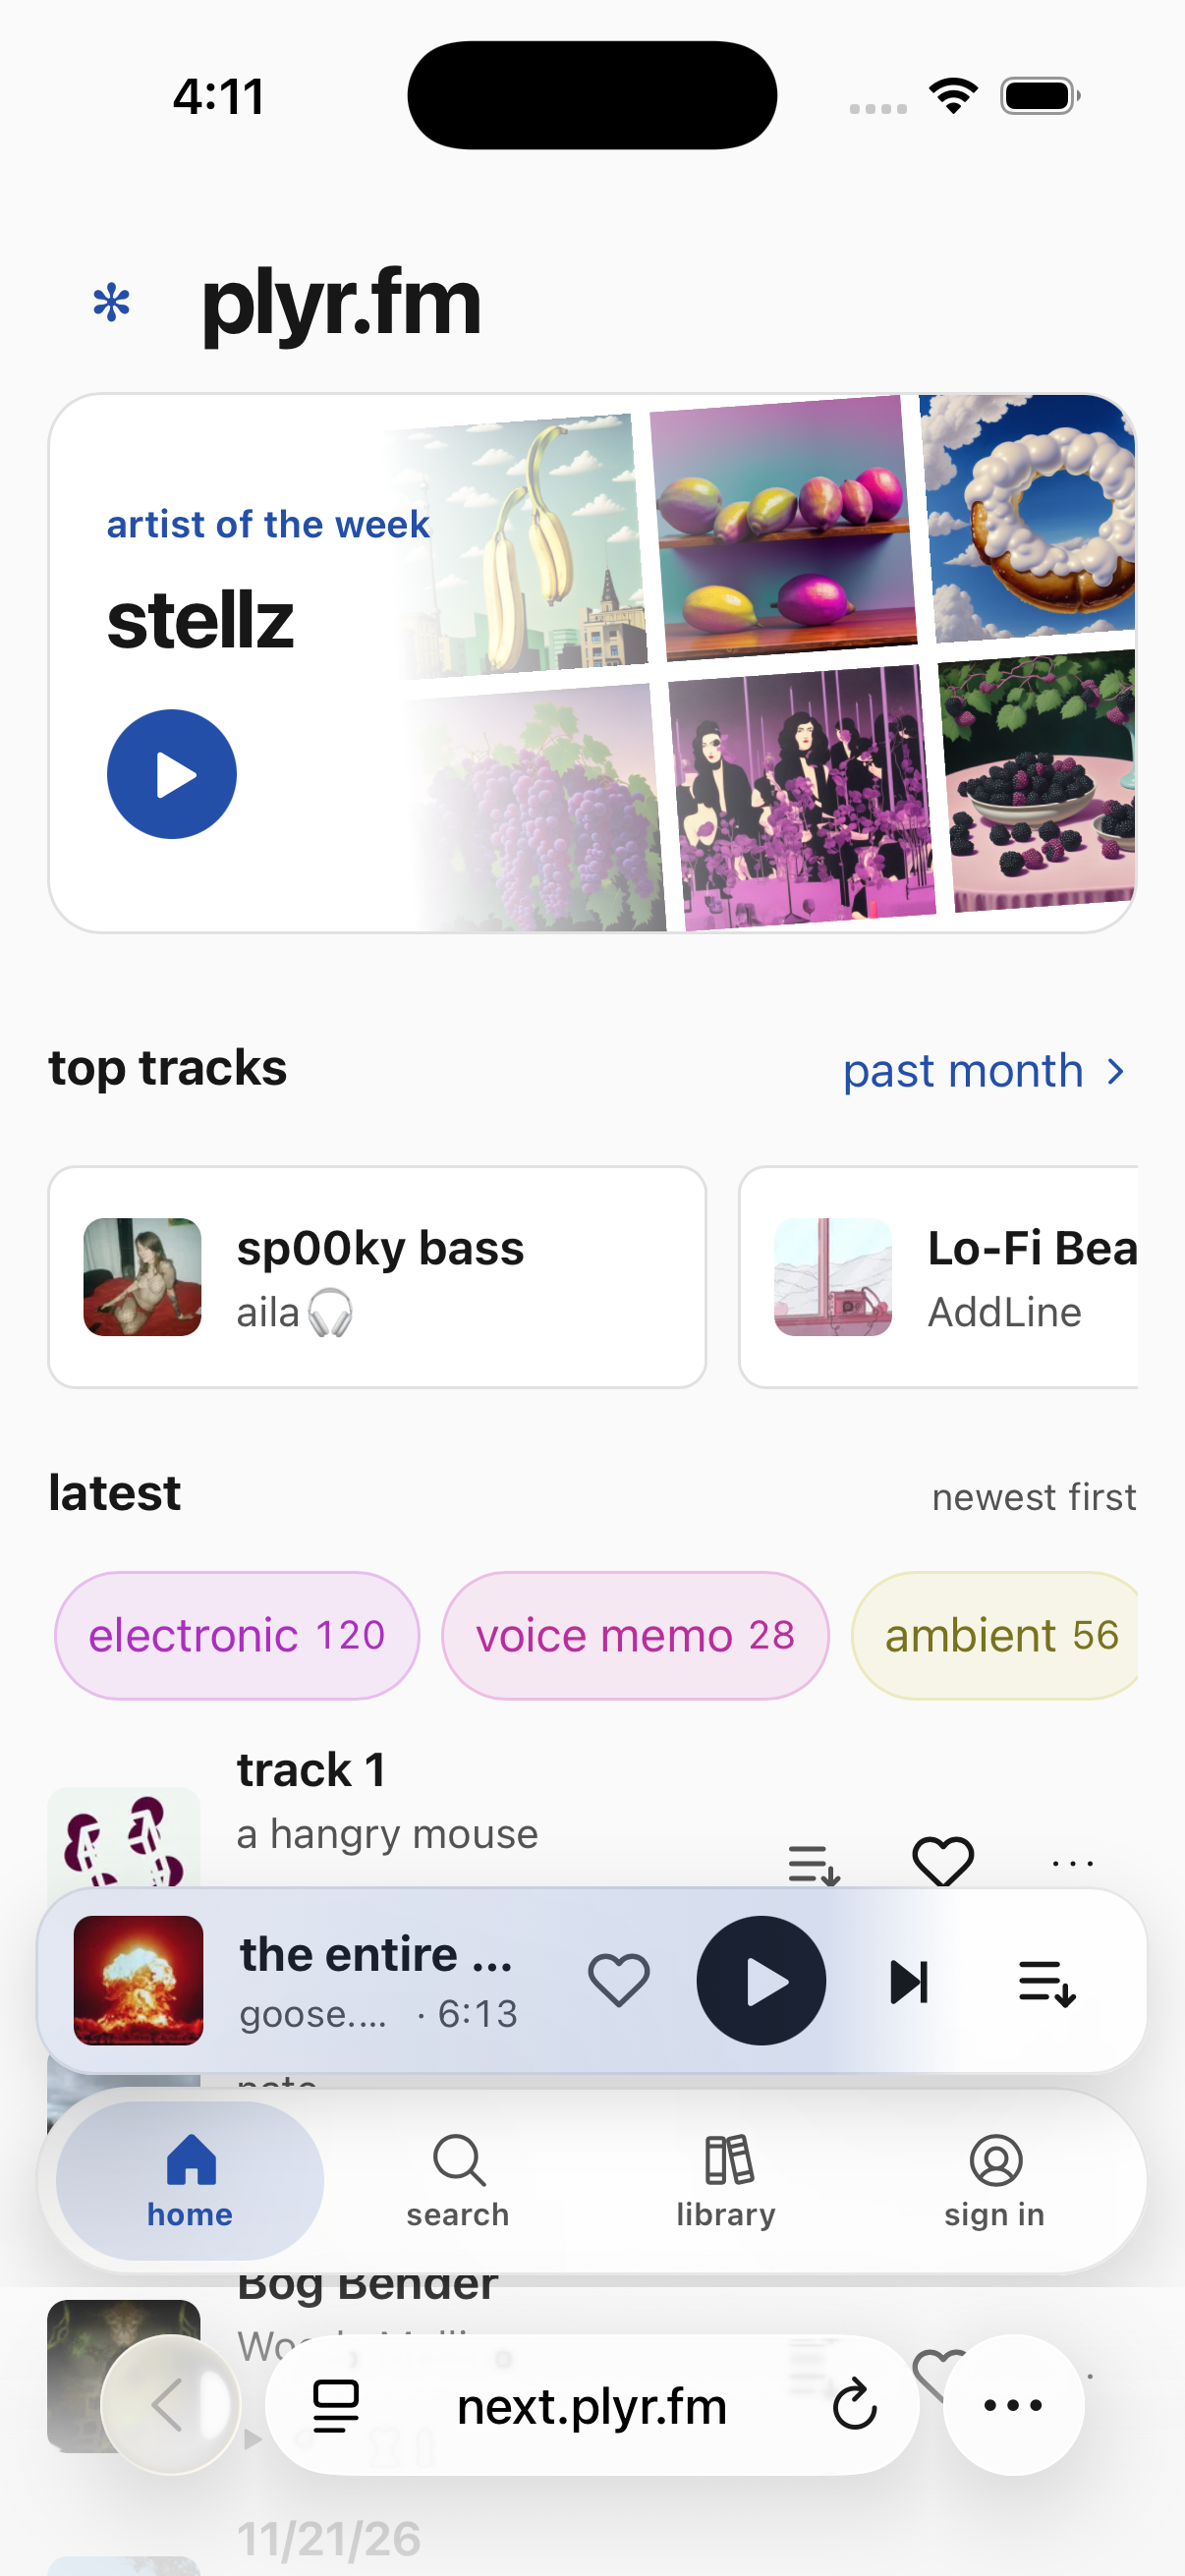 4:11
plyr.fm
artist of the week
stellz
top tracks
past month
sp00ky bass
aila🎧
Lo-Fi Bea
AddLine
latest
newest first
electronic 120
voice memo 28
ambient 56
track 1
a hangry mouse
the entire ...
goose.... · 6:13
home
search
library
sign in
Bog Bender
next.plyr.fm
11/21/26